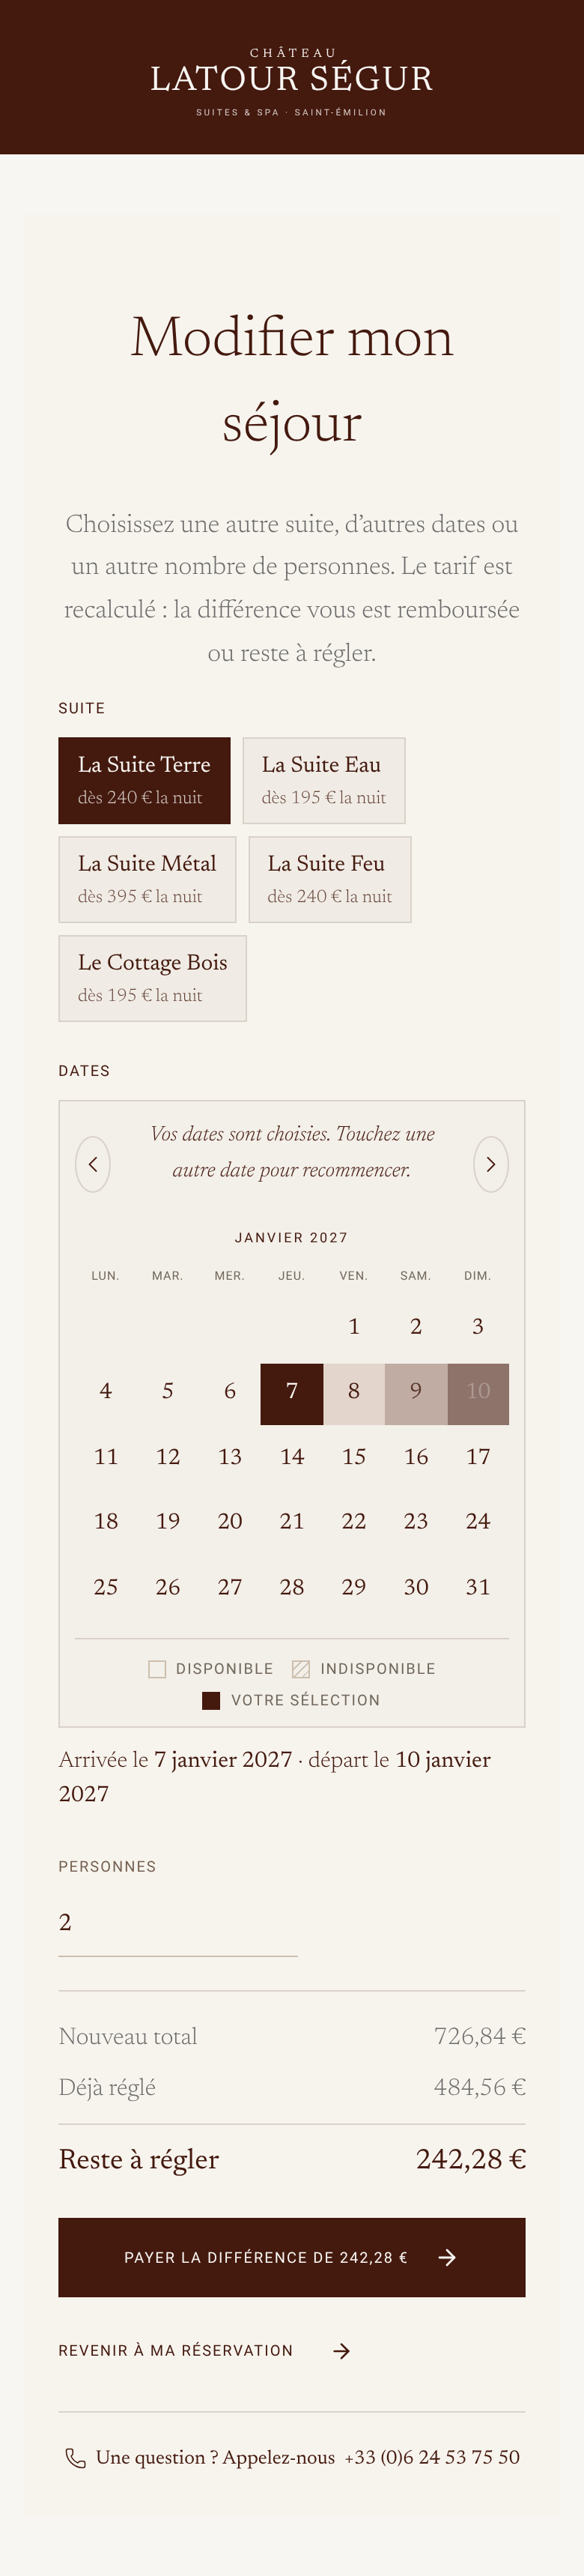 CHÂTEAU
LATOUR SÉGUR
SUITES & SPA · SAINT-ÉMILION
Modifier mon
séjour
Choisissez une autre suite, d’autres dates ou
un autre nombre de personnes. Le tarif est
recalculé : la différence vous est remboursée
ou reste à régler.
SUITE
La Suite Terre
dès 240 € la nuit
La Suite Eau
dès 195 € la nuit
La Suite Métal
dès 395 € la nuit
La Suite Feu
dès 240 € la nuit
Le Cottage Bois
dès 195 € la nuit
DATES
Vos dates sont choisies. Touchez une
autre date pour recommencer.
JANVIER 2027
LUN. MAR. MER. JEU. VEN. SAM. DIM.
1 2 3
4 5 6 7 8 9 10
11 12 13 14 15 16 17
18 19 20 21 22 23 24
25 26 27 28 29 30 31
DISPONIBLE INDISPONIBLE
VOTRE SÉLECTION
Arrivée le 7 janvier 2027 · départ le 10 janvier
2027
PERSONNES
2
Nouveau total 726,84 €
Déjà réglé 484,56 €
Reste à régler 242,28 €
PAYER LA DIFFÉRENCE DE 242,28 €
REVENIR À MA RÉSERVATION
Une question ? Appelez-nous +33 (0)6 24 53 75 50